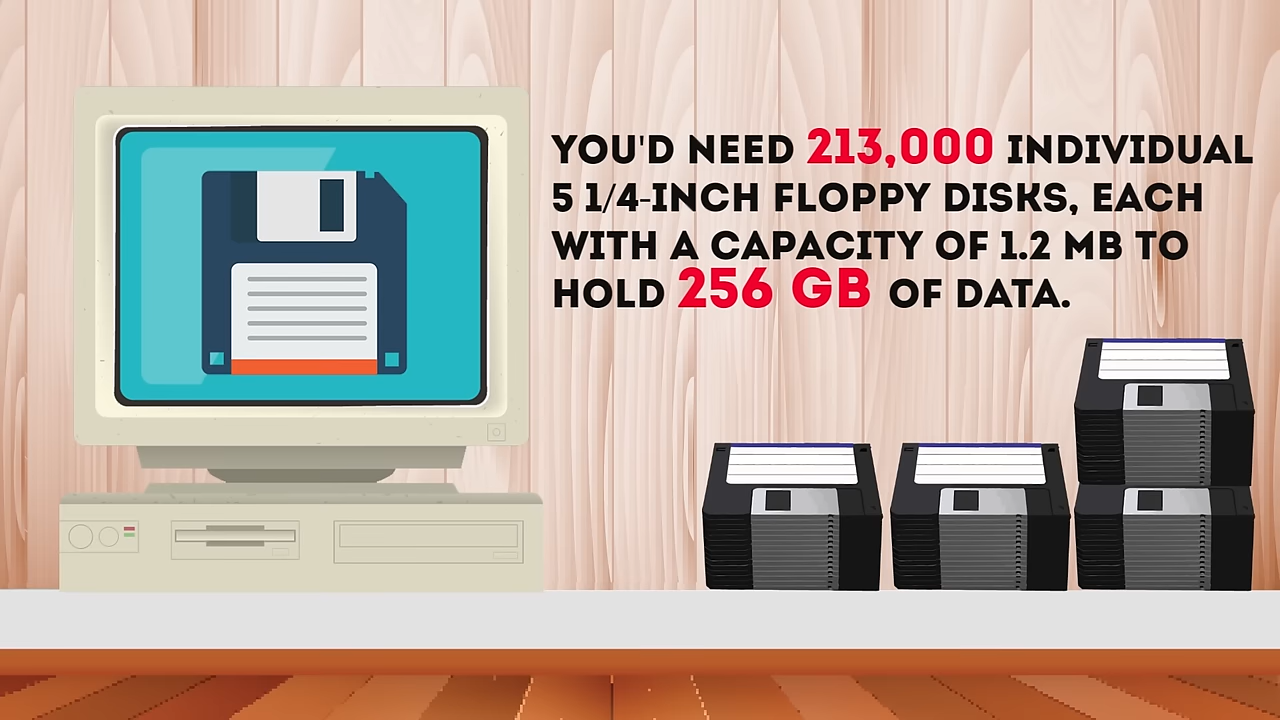 YOU'D NEED 213,000 INDIVIDUAL
5 1/4-INCH FLOPPY DISKS, EACH
WITH A CAPACITY OF 1.2 MB TO
HOLD 256 GB OF DATA.